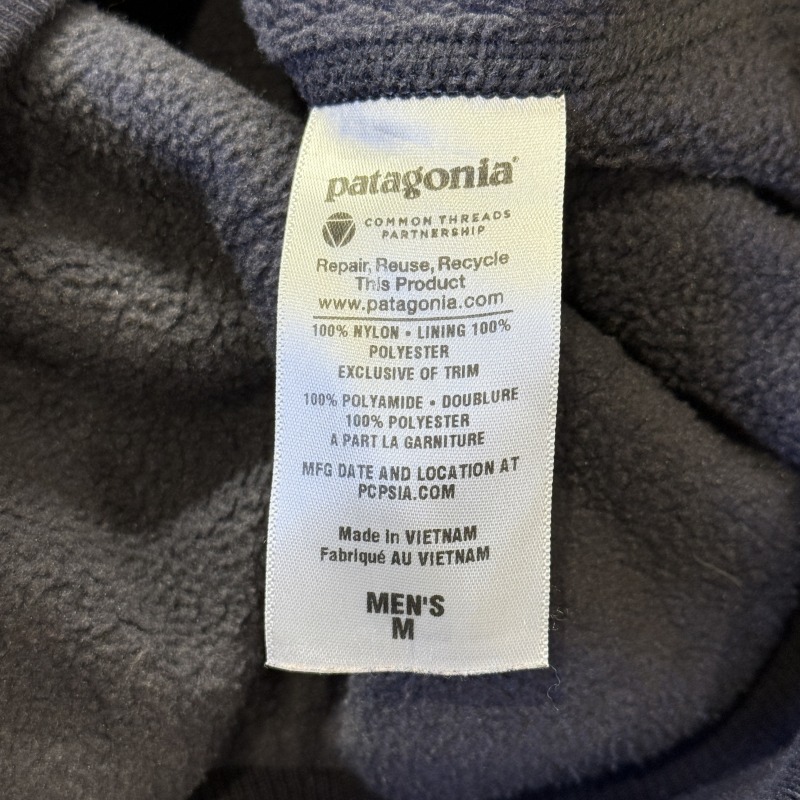 patagonia®
COMMON THREADS
PARTNERSHIP
Repair, Reuse, Recycle
This Product
www.patagonia.com
100% NYLON • LINING 100%
POLYESTER
EXCLUSIVE OF TRIM
100% POLYAMIDE • DOUBLURE
100% POLYESTER
A PART LA GARNITURE
MFG DATE AND LOCATION AT
PCPSIA.COM
Made in VIETNAM
Fabriqué AU VIETNAM
MEN'S
M